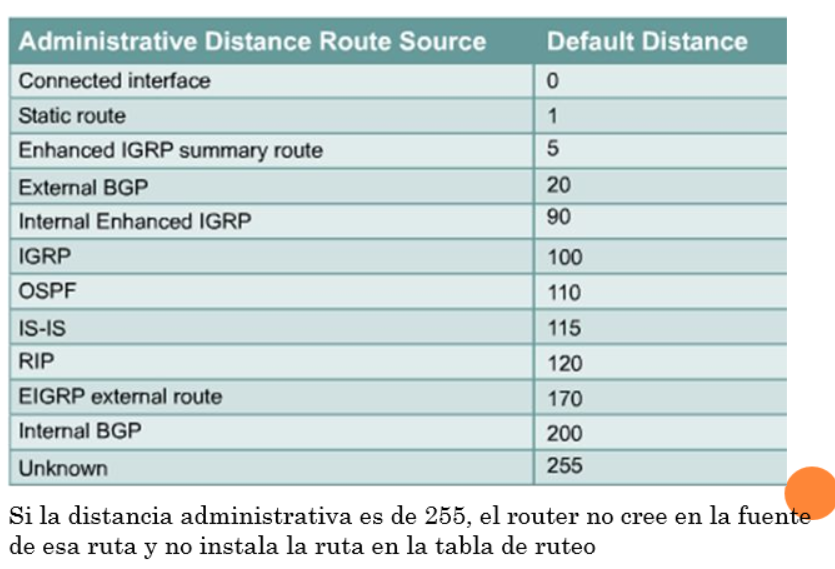 Administrative Distance Route Source Default Distance
Connected interface 0
Static route 1
Enhanced IGRP summary route 5
External BGP 20
Internal Enhanced IGRP 90
IGRP 100
OSPF 110
IS-IS 115
RIP 120
EIGRP external route 170
Internal BGP 200
Unknown 255
Si la distancia administrativa es de 255, el router no cree en la fuente
de esa ruta y no instala la ruta en la tabla de ruteo